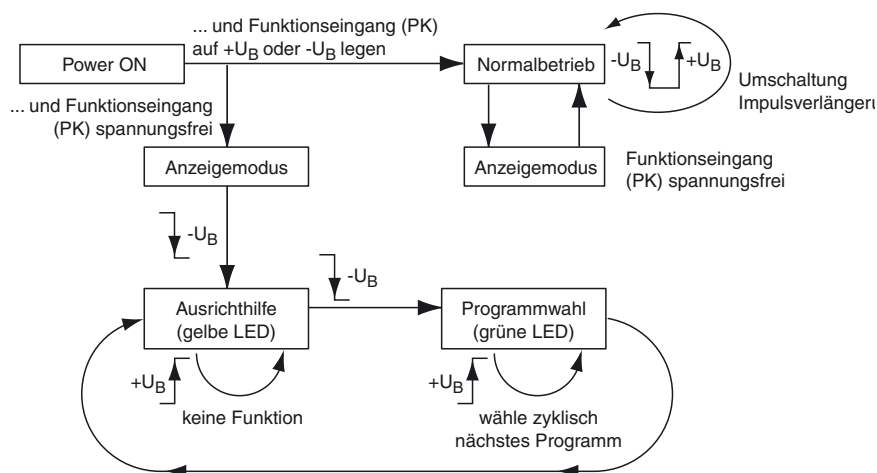 ... und Funktionseingang (PK)
auf +UB oder -UB legen
Power ON
Normalbetrieb
-UB
+UB
Umschaltung
Impulsverlängeru
... und Funktionseingang
(PK) spannungsfrei
Anzeigemodus
Anzeigemodus
Funktionseingang
(PK) spannungsfrei
-UB
-UB
Ausrichthilfe
(gelbe LED)
Programmwahl
(grüne LED)
+UB
keine Funktion
+UB
wähle zyklisch
nächstes Programm